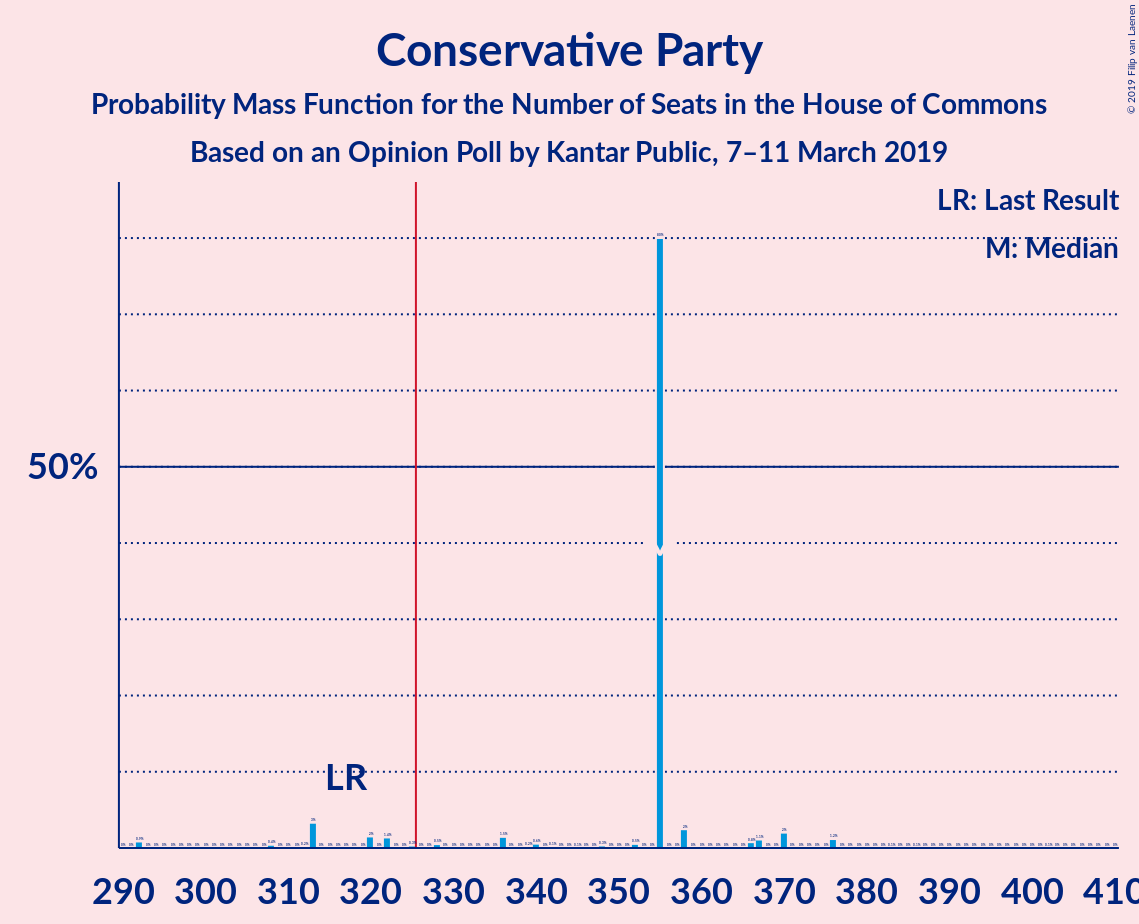 Conservative Party
Probability Mass Function for the Number of Seats in the House of Commons
Based on an Opinion Poll by Kantar Public, 7–11 March 2019
© 2019 Filip van Laenen
LR: Last Result
M: Median
50%
LR
290 300 310 320 330 340 350 360 370 380 390 400 410